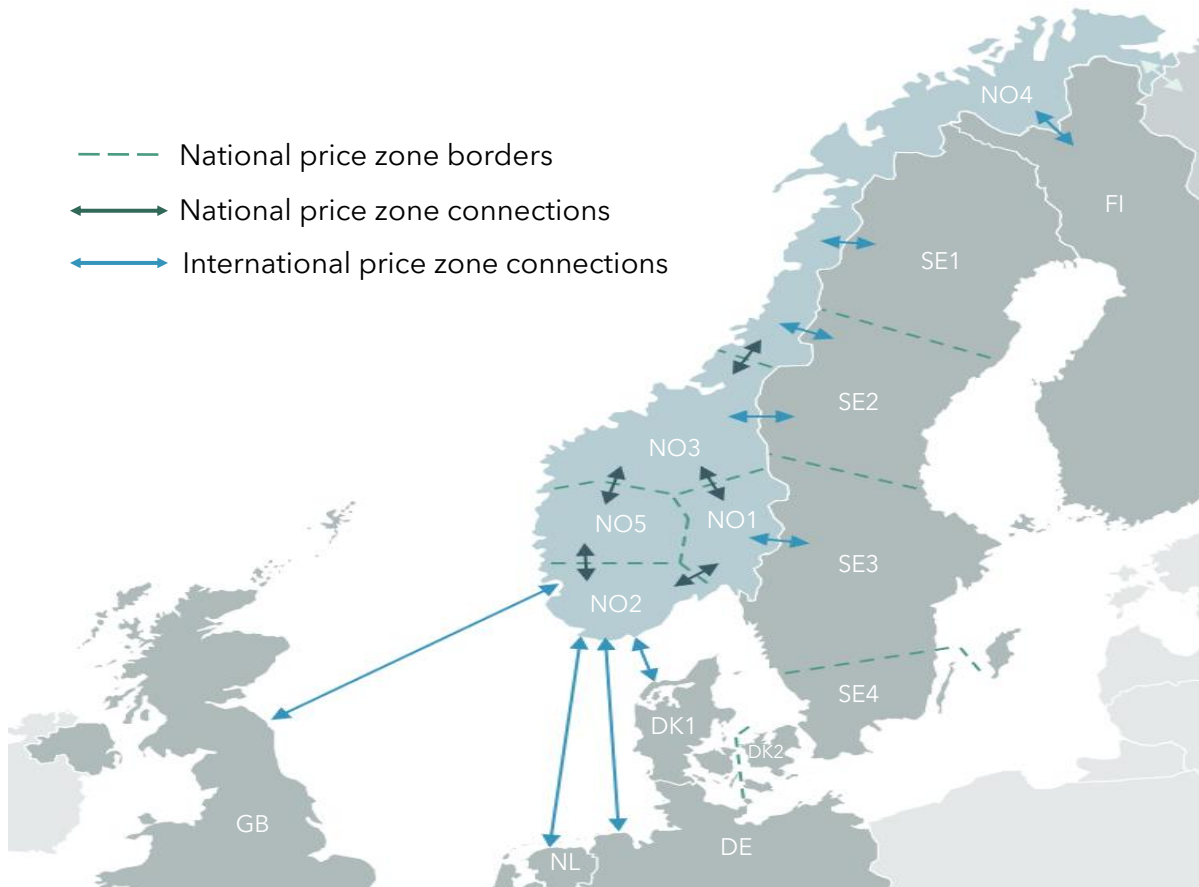 National price zone borders
National price zone connections
International price zone connections
NO4
FI
SE1
SE2
NO3
NO5
NO1
SE3
NO2
SE4
DK1
DK2
GB
NL
DE